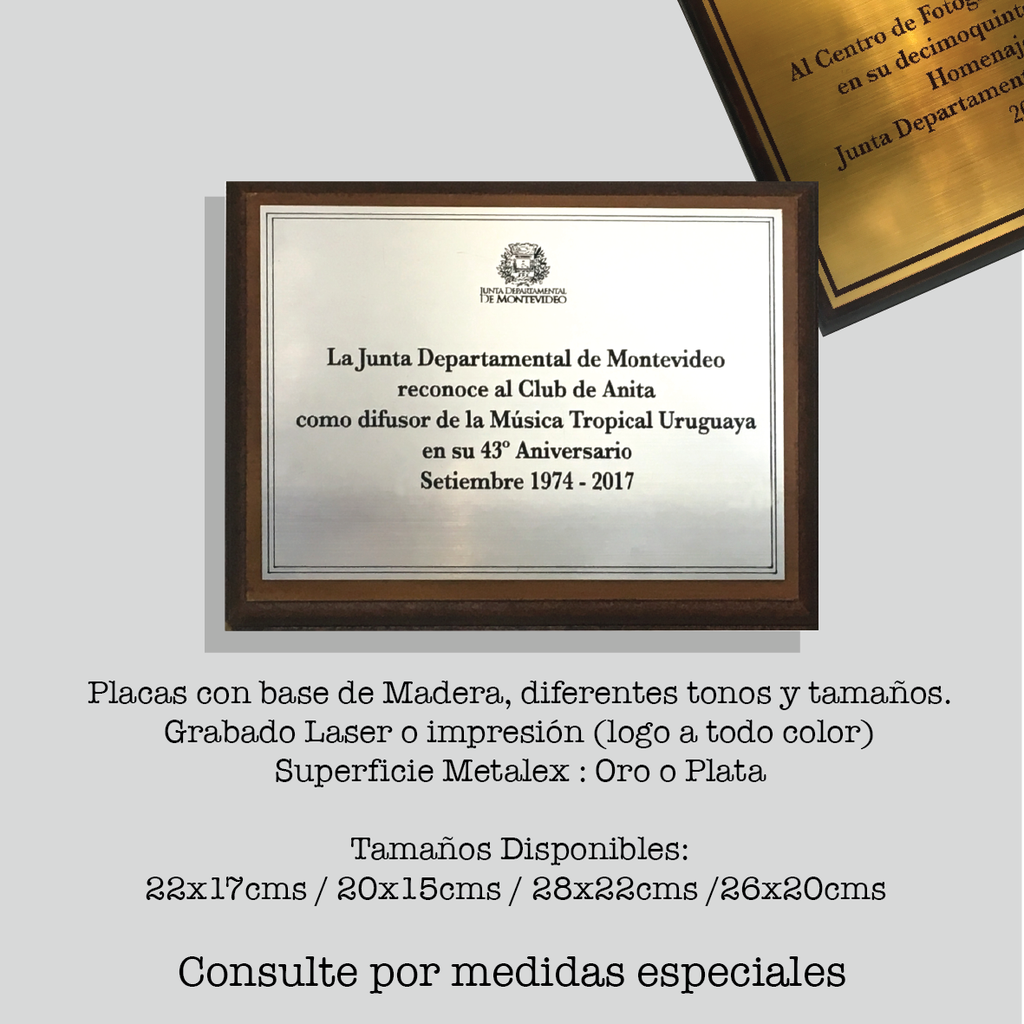 Al Centro de
en su decimoquint
Homenaj
Junta Departamen
JUNTA DEPARTAMENTAL
DE MONTEVIDEO
La Junta Departamental de Montevideo
reconoce al Club de Anita
como difusor de la Música Tropical Uruguaya
en su 43º Aniversario
Setiembre 1974 - 2017
Placas con base de Madera, diferentes tonos y tamaños.
Grabado Laser o impresión (logo a todo color)
Superficie Metalex : Oro o Plata
Tamaños Disponibles:
22x17cms / 20x15cms / 28x22cms /26x20cms
Consulte por medidas especiales